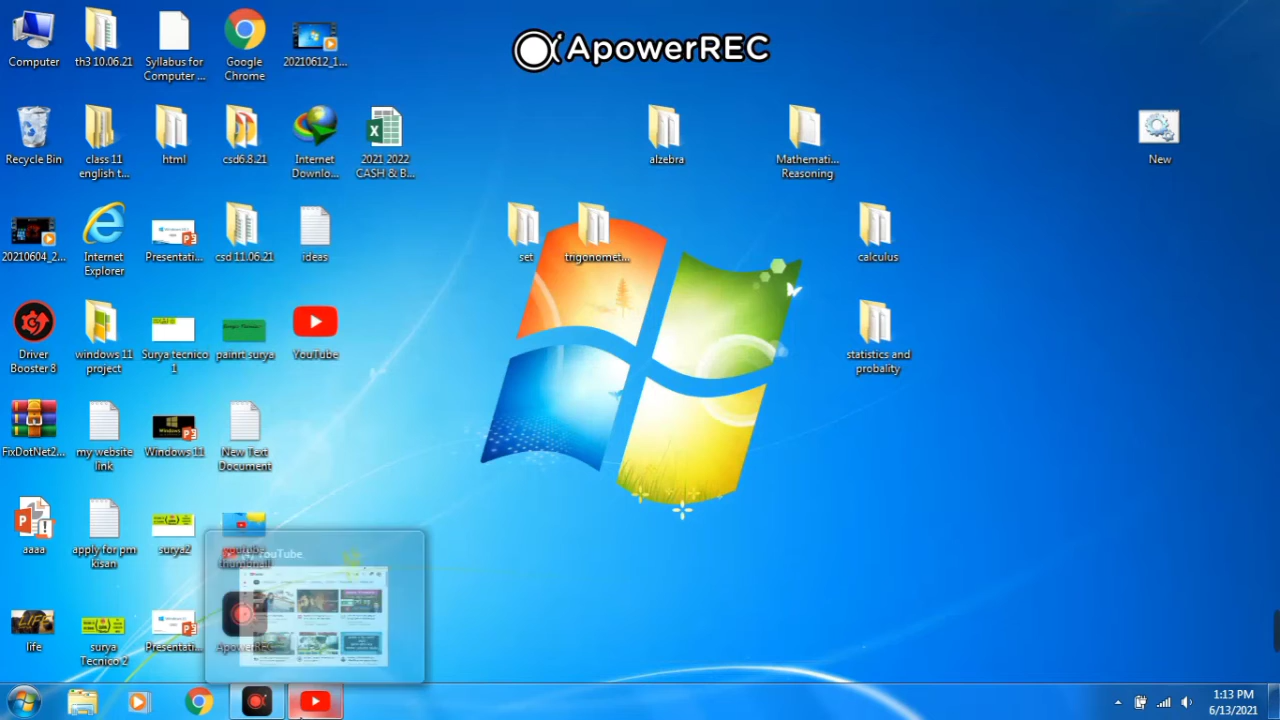 ApowerREC
Computer
th3 10.06.21
Syllabus for
Computer ...
Google
Chrome
20210612_1...
Recycle Bin
class 11
english t...
html
csd6.8.21
Internet
Downlo...
2021 2022
CASH & B...
alzebra
Mathemati...
Reasoning
New
20210604_2...
Internet
Explorer
Presentati...
csd 11.06.21
ideas
set
trigonomet...
calculus
Driver
Booster 8
windows 11
project
Surya tecnico
1
painrt surya
YouTube
statistics and
probality
FixDotNet2...
my website
link
Windows 11
New Text
Document
aaaa
apply for pm
kisan
surya2
youtube
thumbnail
YouTube
life
surya
Tecnico 2
Presentati...
ApowerREC
1:13 PM
6/13/2021